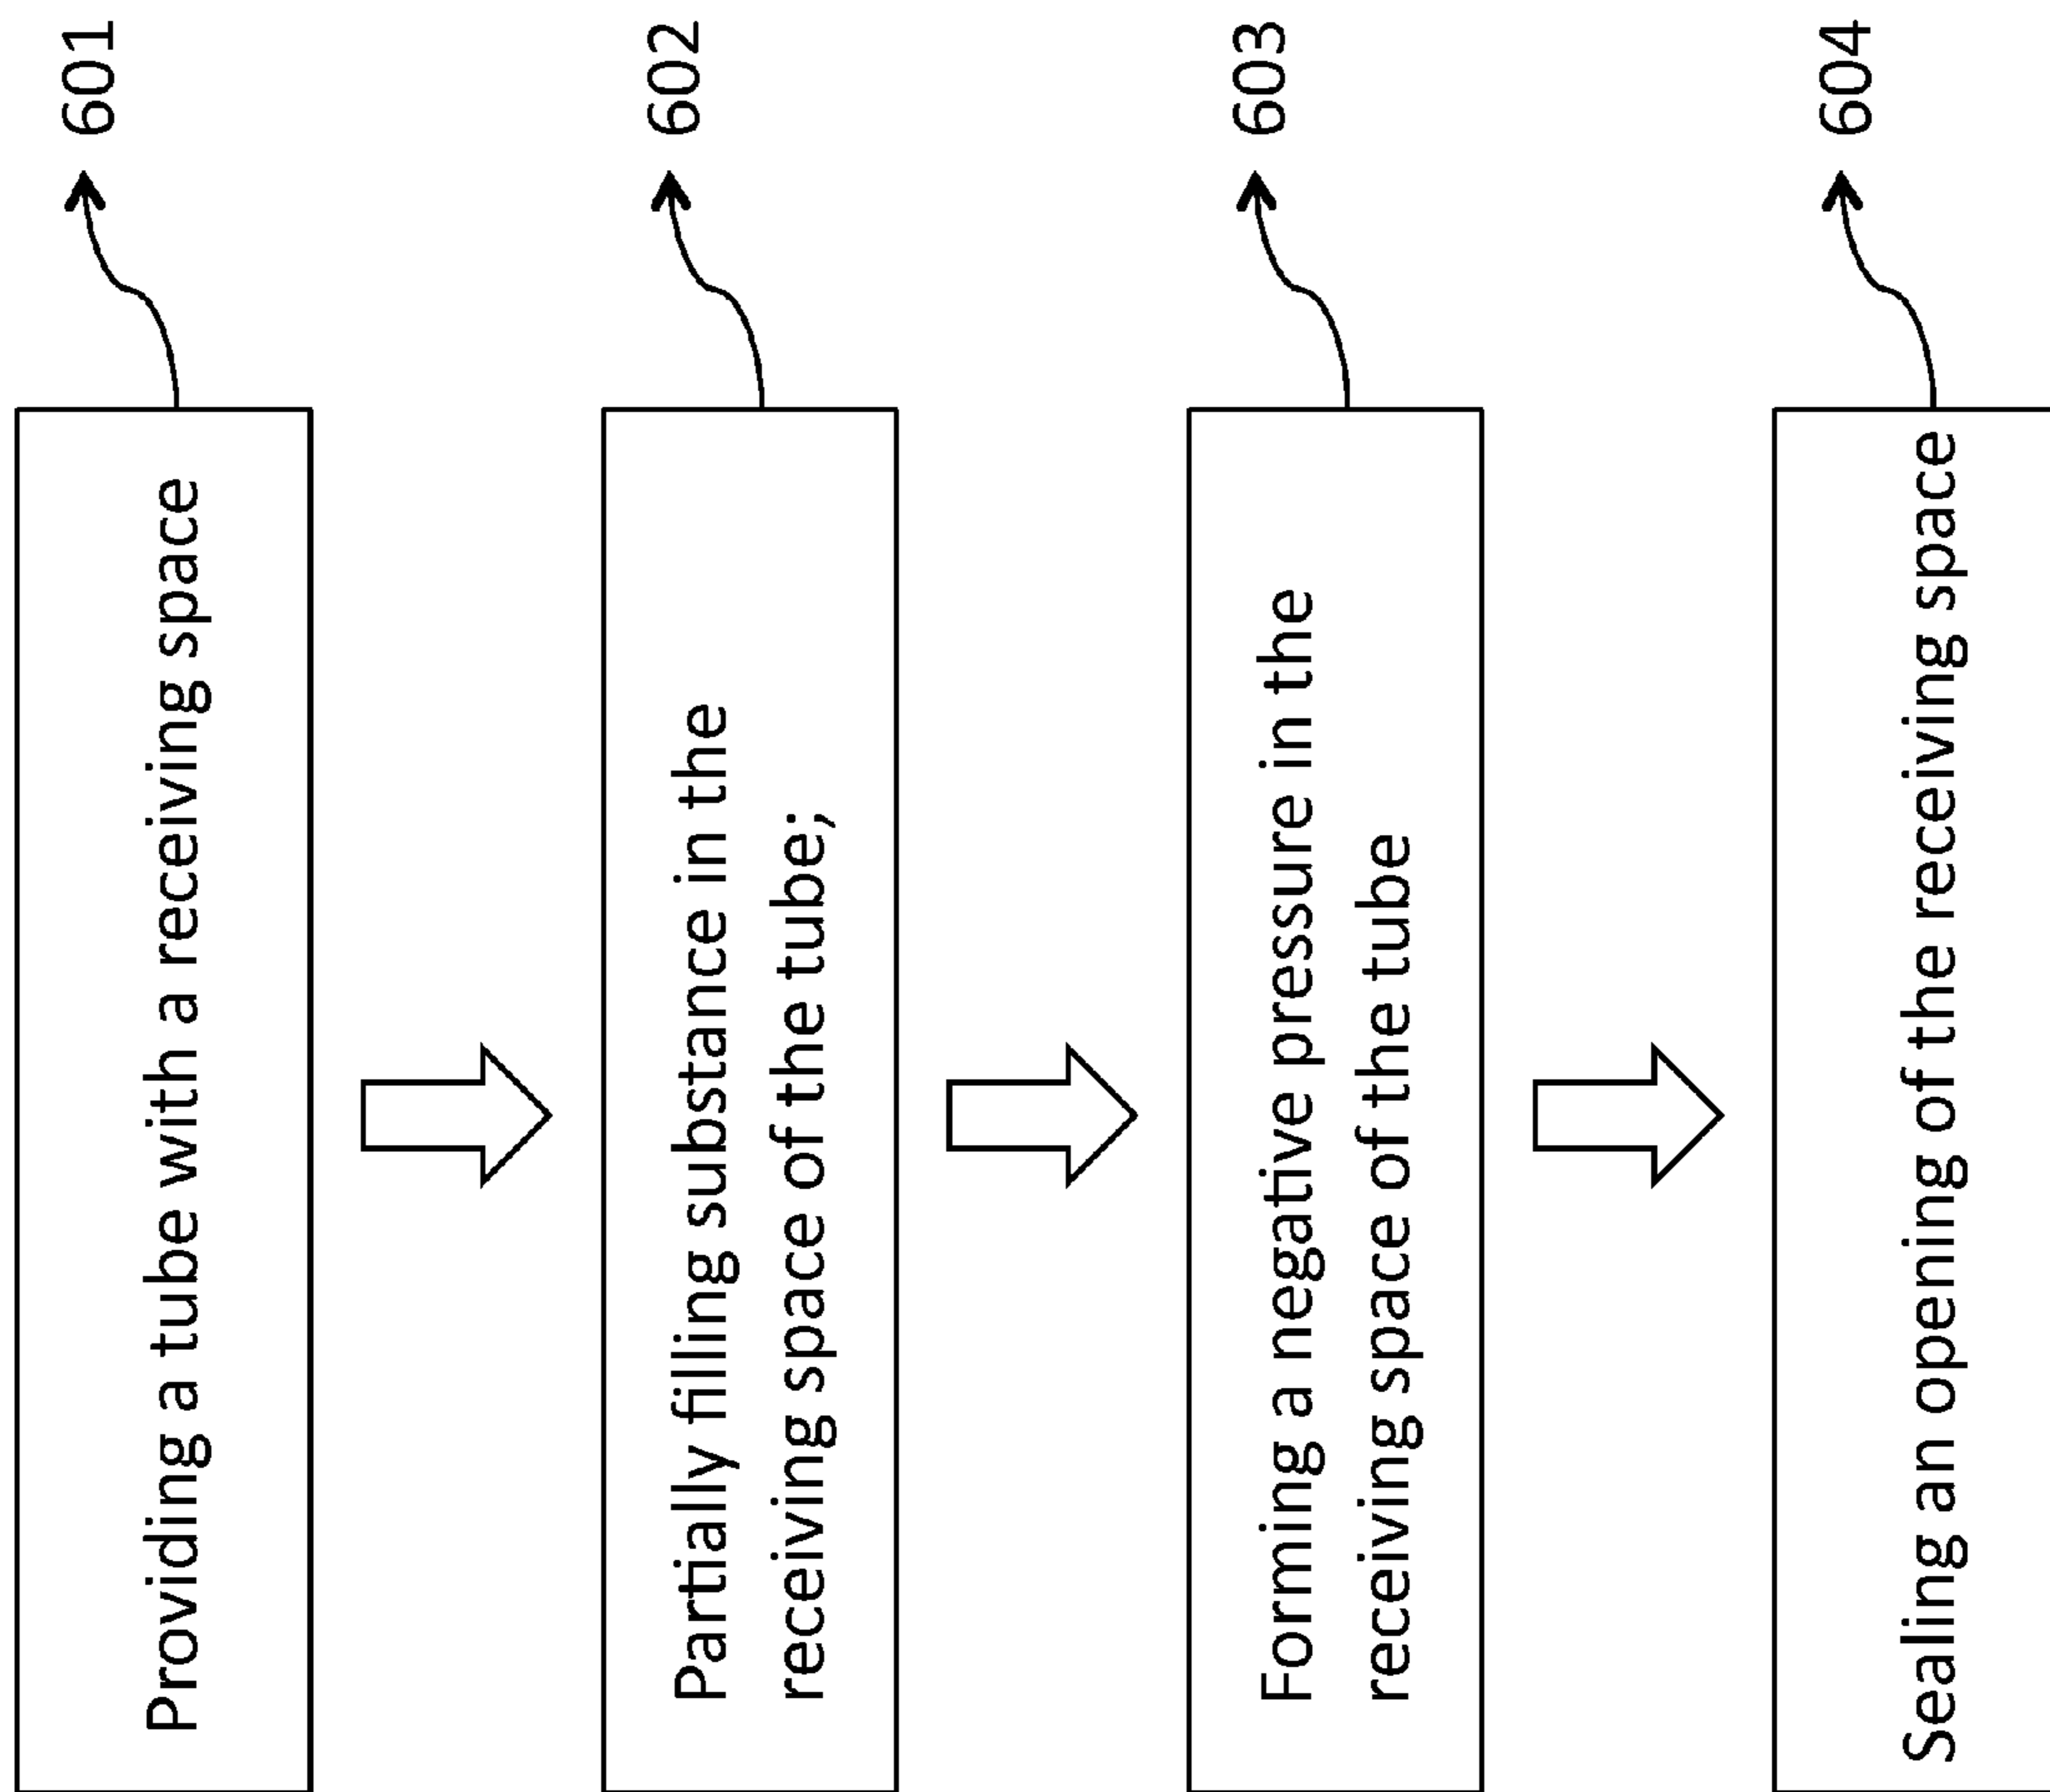 Providing a tube with a receiving space
601
Partially filling substance in the
receiving space of the tube;
602
Forming a negative pressure in the
receiving space of the tube
603
Sealing an opening of the receiving space
604